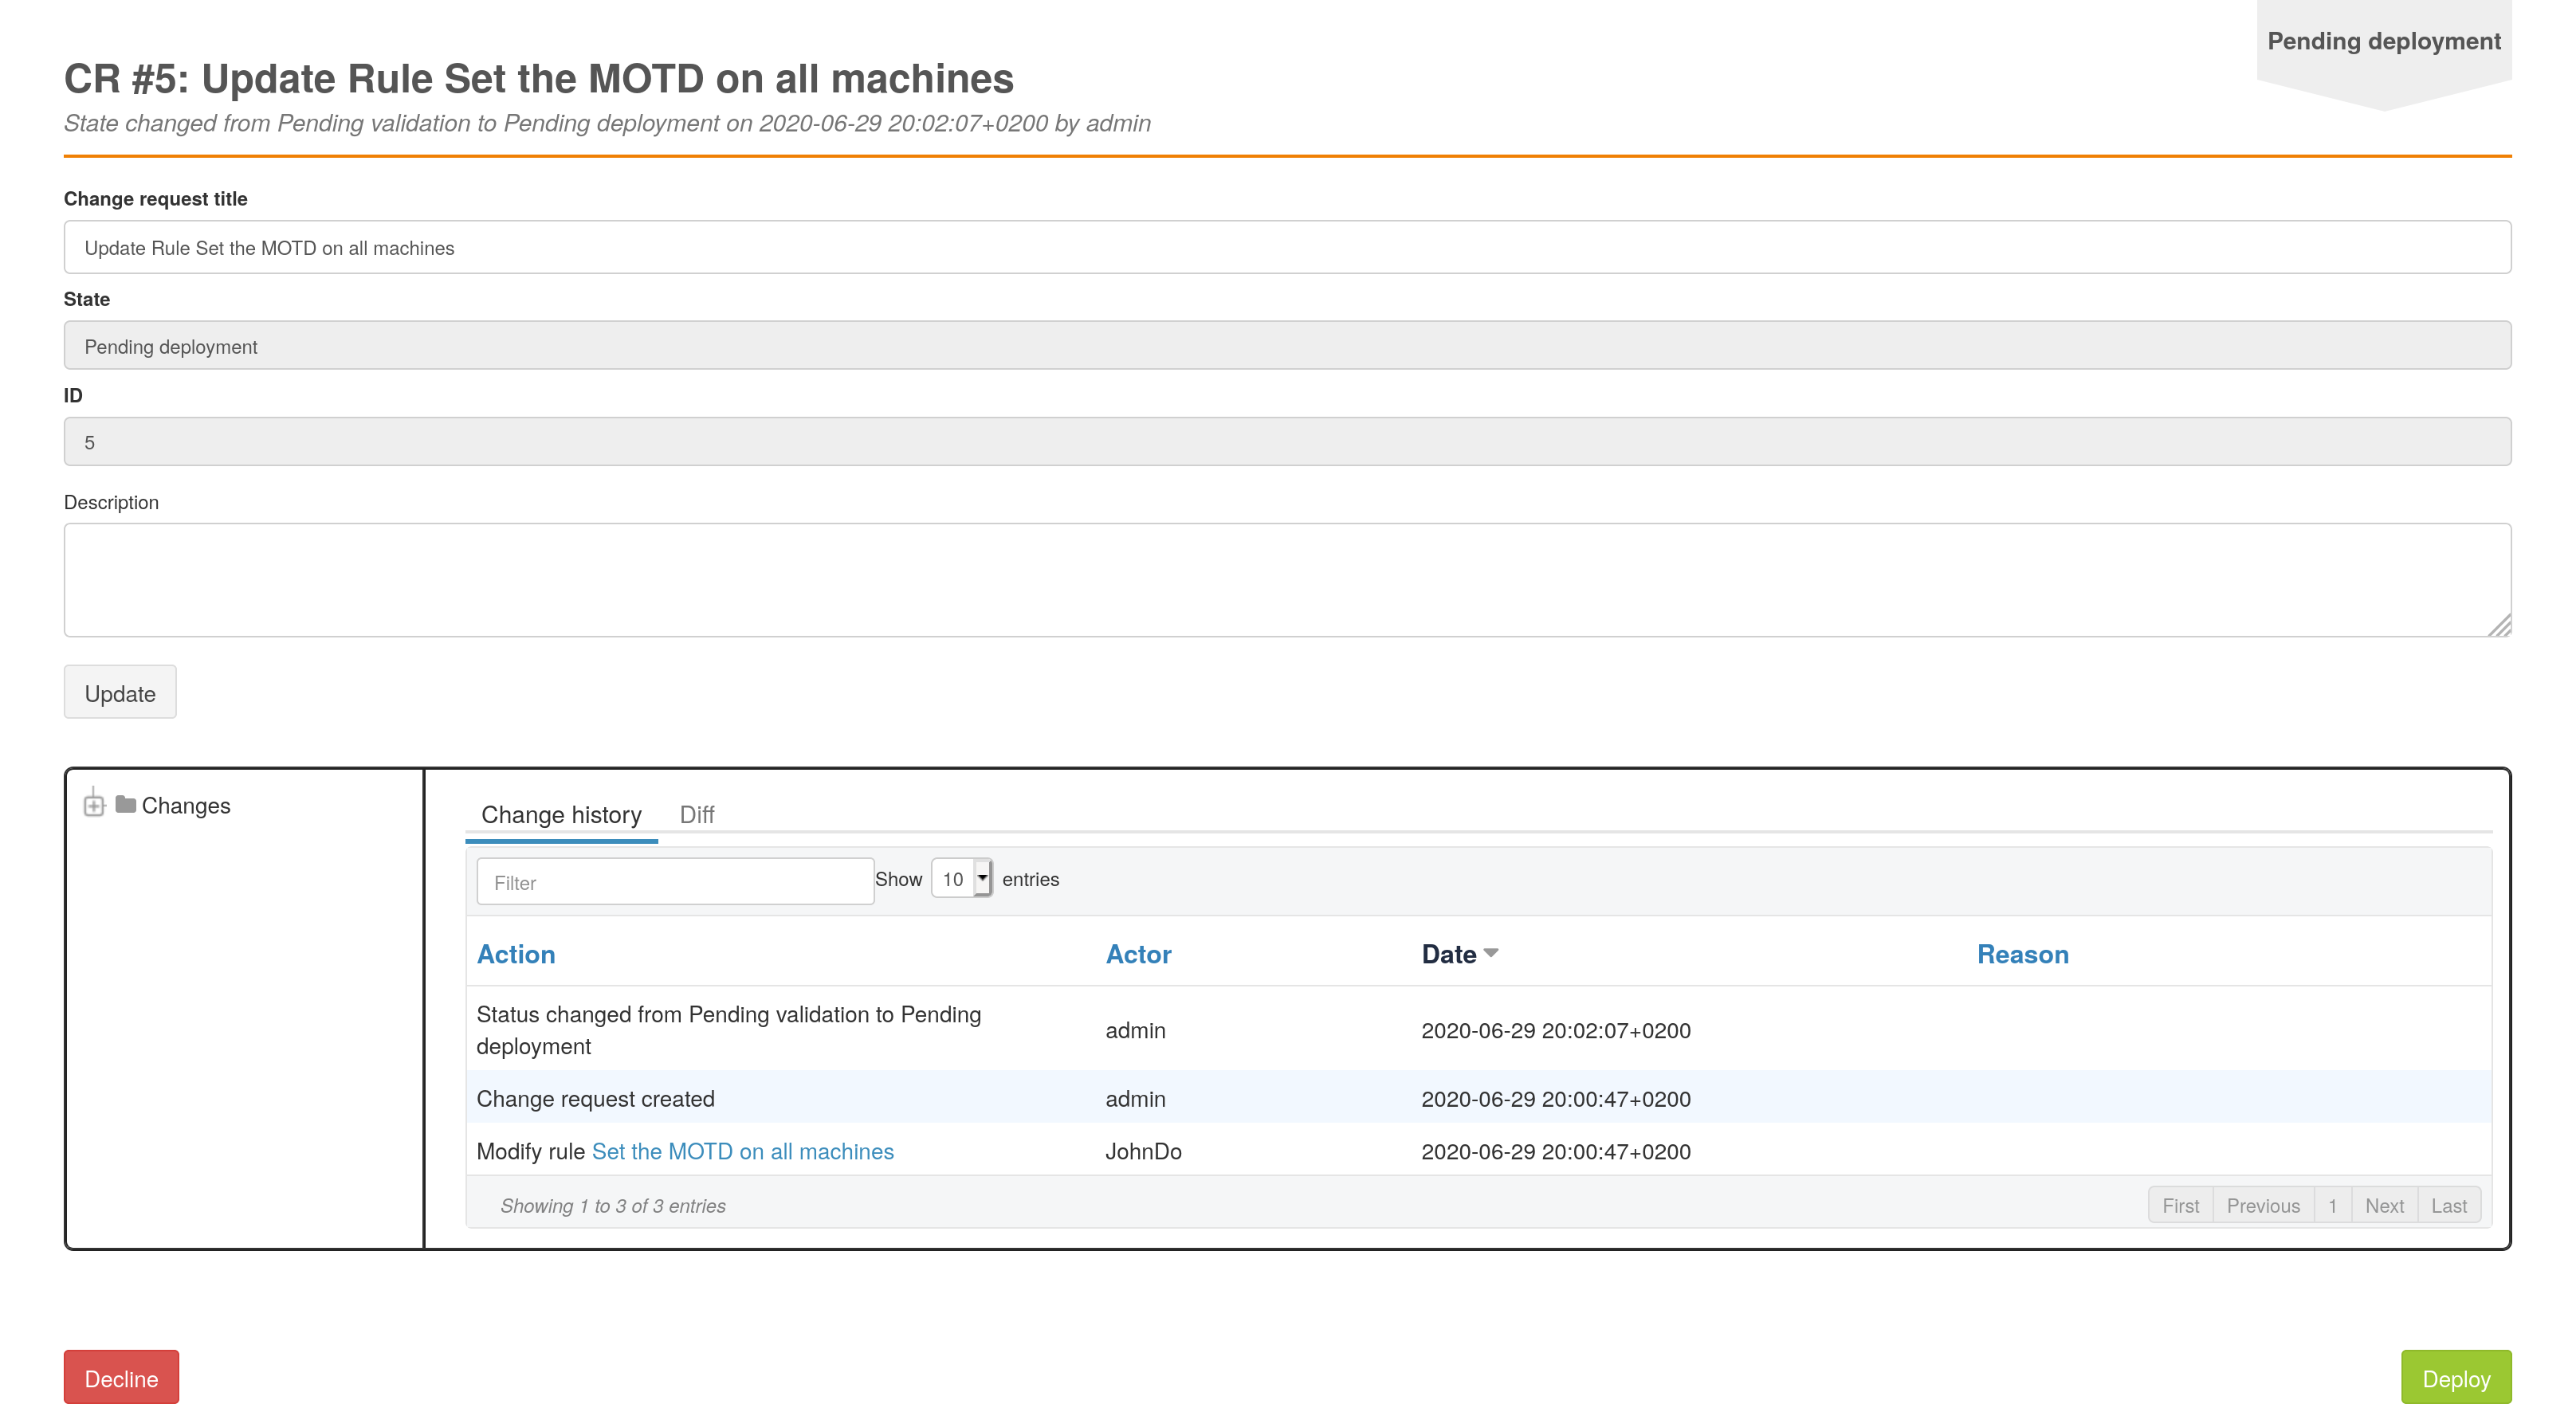 Pending deployment
CR #5: Update Rule Set the MOTD on all machines
State changed from Pending validation to Pending deployment on 2020-06-29 20:02:07+0200 by admin
Change request title
Update Rule Set the MOTD on all machines
State
Pending deployment
ID
5
Description
Update
Changes
Change history Diff
Filter Show 10 entries
Action Actor Date Reason
Status changed from Pending validation to Pending
deployment
admin 2020-06-29 20:02:07+0200
Change request created admin 2020-06-29 20:00:47+0200
Modify rule Set the MOTD on all machines JohnDo 2020-06-29 20:00:47+0200
Showing 1 to 3 of 3 entries First Previous 1 Next Last
Decline Deploy